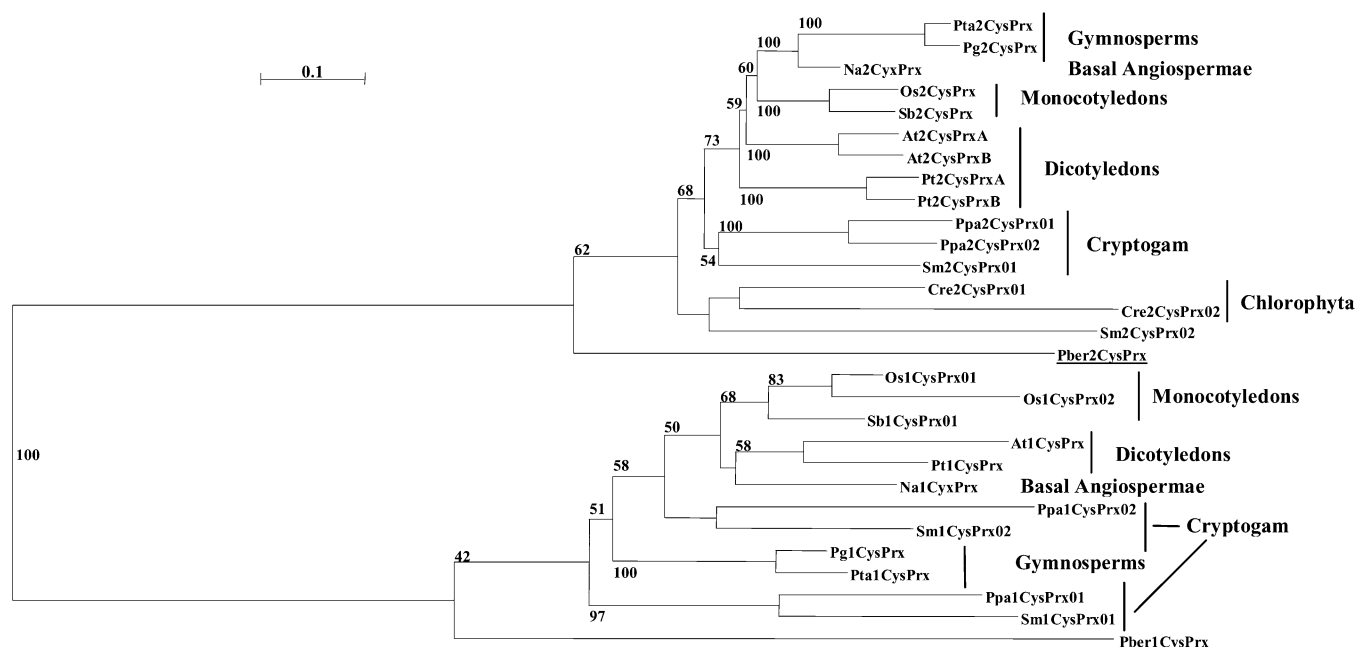 100
Pta2CysPrx
Pg2CysPrx
Gymnosperms
100
60
Na2CyxPrx
Basal Angiospermae
0.1
Os2CysPrx
Sb2CysPrx
Monocotyledons
59
100
At2CysPrxA
At2CysPrxB
73
100
Dicotyledons
Pt2CysPrxA
Pt2CysPrxB
68
100
Ppa2CysPrx01
100
Ppa2CysPrx02
Cryptogam
62
54
Sm2CysPrx01
Cre2CysPrx01
Chlorophyta
Cre2CysPrx02
Sm2CysPrx02
Pber2CysPrx
83
Os1CysPrx01
Os1CysPrx02
Monocotyledons
68
Sb1CysPrx01
50
58
At1CysPrx
Dicotyledons
100
58
Pt1CysPrx
Na1CyxPrx
Basal Angiospermae
51
Ppa1CysPrx02
Sm1CysPrx02
Cryptogam
42
Pg1CysPrx
Gymnosperms
100
Pta1CysPrx
Ppa1CysPrx01
97
Sm1CysPrx01
Pber1CysPrx